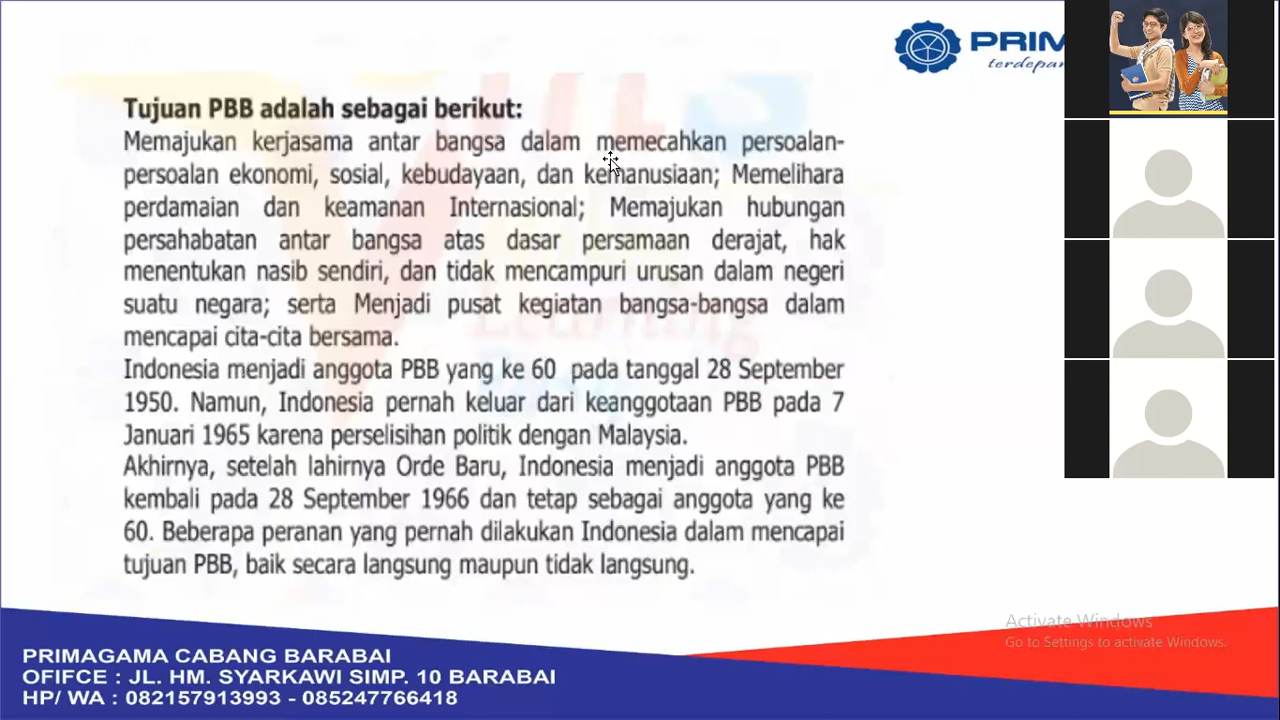 PRIM
terdepan
Tujuan PBB adalah sebagai berikut:
Memajukan kerjasama antar bangsa dalam memecahkan persoalan-
persoalan ekonomi, sosial, kebudayaan, dan kemanusiaan; Memelihara
perdamaian dan keamanan Internasional; Memajukan hubungan
persahabatan antar bangsa atas dasar persamaan derajat, hak
menentukan nasib sendiri, dan tidak mencampuri urusan dalam negeri
suatu negara; serta Menjadi pusat kegiatan bangsa-bangsa dalam
mencapai cita-cita bersama.
Indonesia menjadi anggota PBB yang ke 60 pada tanggal 28 September
1950. Namun, Indonesia pernah keluar dari keanggotaan PBB pada 7
Januari 1965 karena perselisihan politik dengan Malaysia.
Akhirnya, setelah lahirnya Orde Baru, Indonesia menjadi anggota PBB
kembali pada 28 September 1966 dan tetap sebagai anggota yang ke
60. Beberapa peranan yang pernah dilakukan Indonesia dalam mencapai
tujuan PBB, baik secara langsung maupun tidak langsung.
Learning
Activate Windows
Go to Settings to activate Windows.
PRIMAGAMA CABANG BARABAI
OFIFCE : JL. HM. SYARKAWI SIMP. 10 BARABAI
HP/ WA : 082157913993 - 085247766418